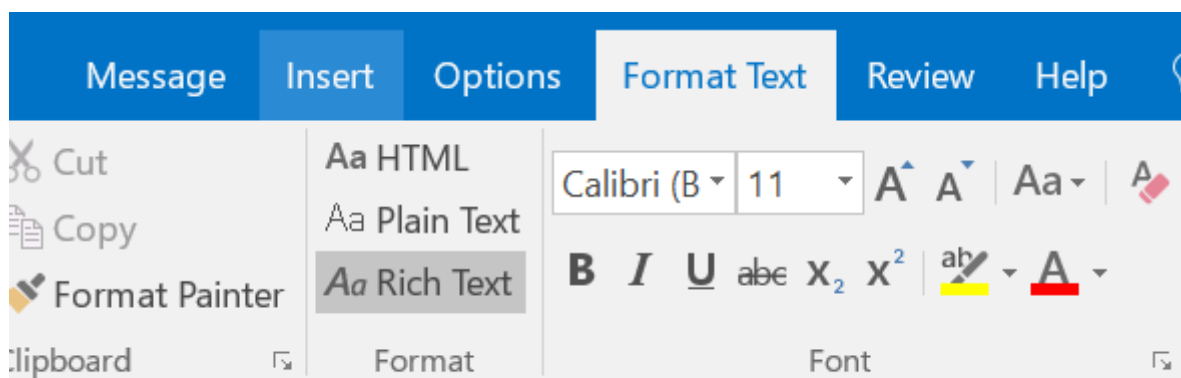 Message Insert Options Format Text Review Help
Cut
Copy
Format Painter
Clipboard
Aa HTML
Aa Plain Text
Aa Rich Text
Format
Calibri (B 11 A A Aa A
B I U abc X2 X² ab A
Font